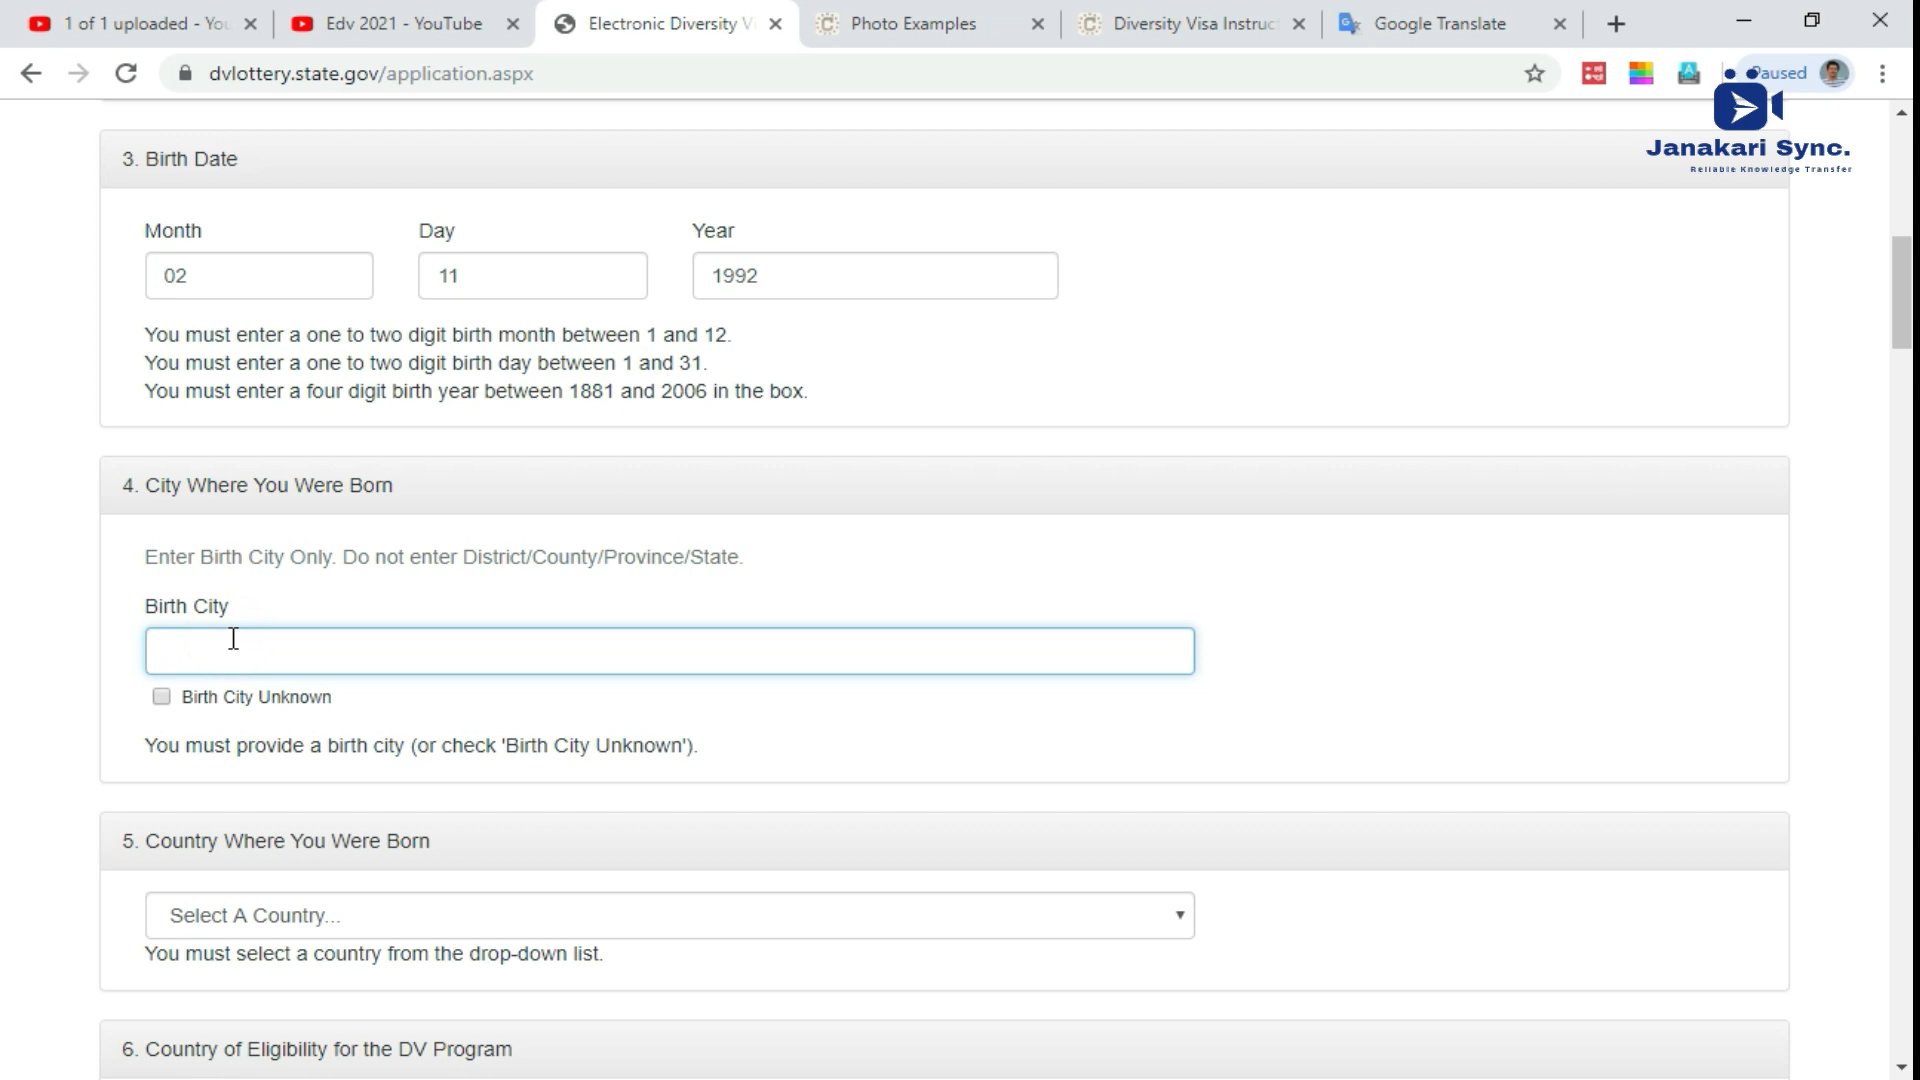 1 of 1 uploaded - You
Edv 2021 - YouTube
Electronic Diversity V
Photo Examples
Diversity Visa Instruc
Google Translate
dvlottery.state.gov/application.aspx
Paused
Janakari Sync.
Reliable Knowledge Transfer
3. Birth Date
Month Day Year
02 11 1992
You must enter a one to two digit birth month between 1 and 12.
You must enter a one to two digit birth day between 1 and 31.
You must enter a four digit birth year between 1881 and 2006 in the box.
4. City Where You Were Born
Enter Birth City Only. Do not enter District/County/Province/State.
Birth City
Birth City Unknown
You must provide a birth city (or check 'Birth City Unknown').
5. Country Where You Were Born
Select A Country...
You must select a country from the drop-down list.
6. Country of Eligibility for the DV Program